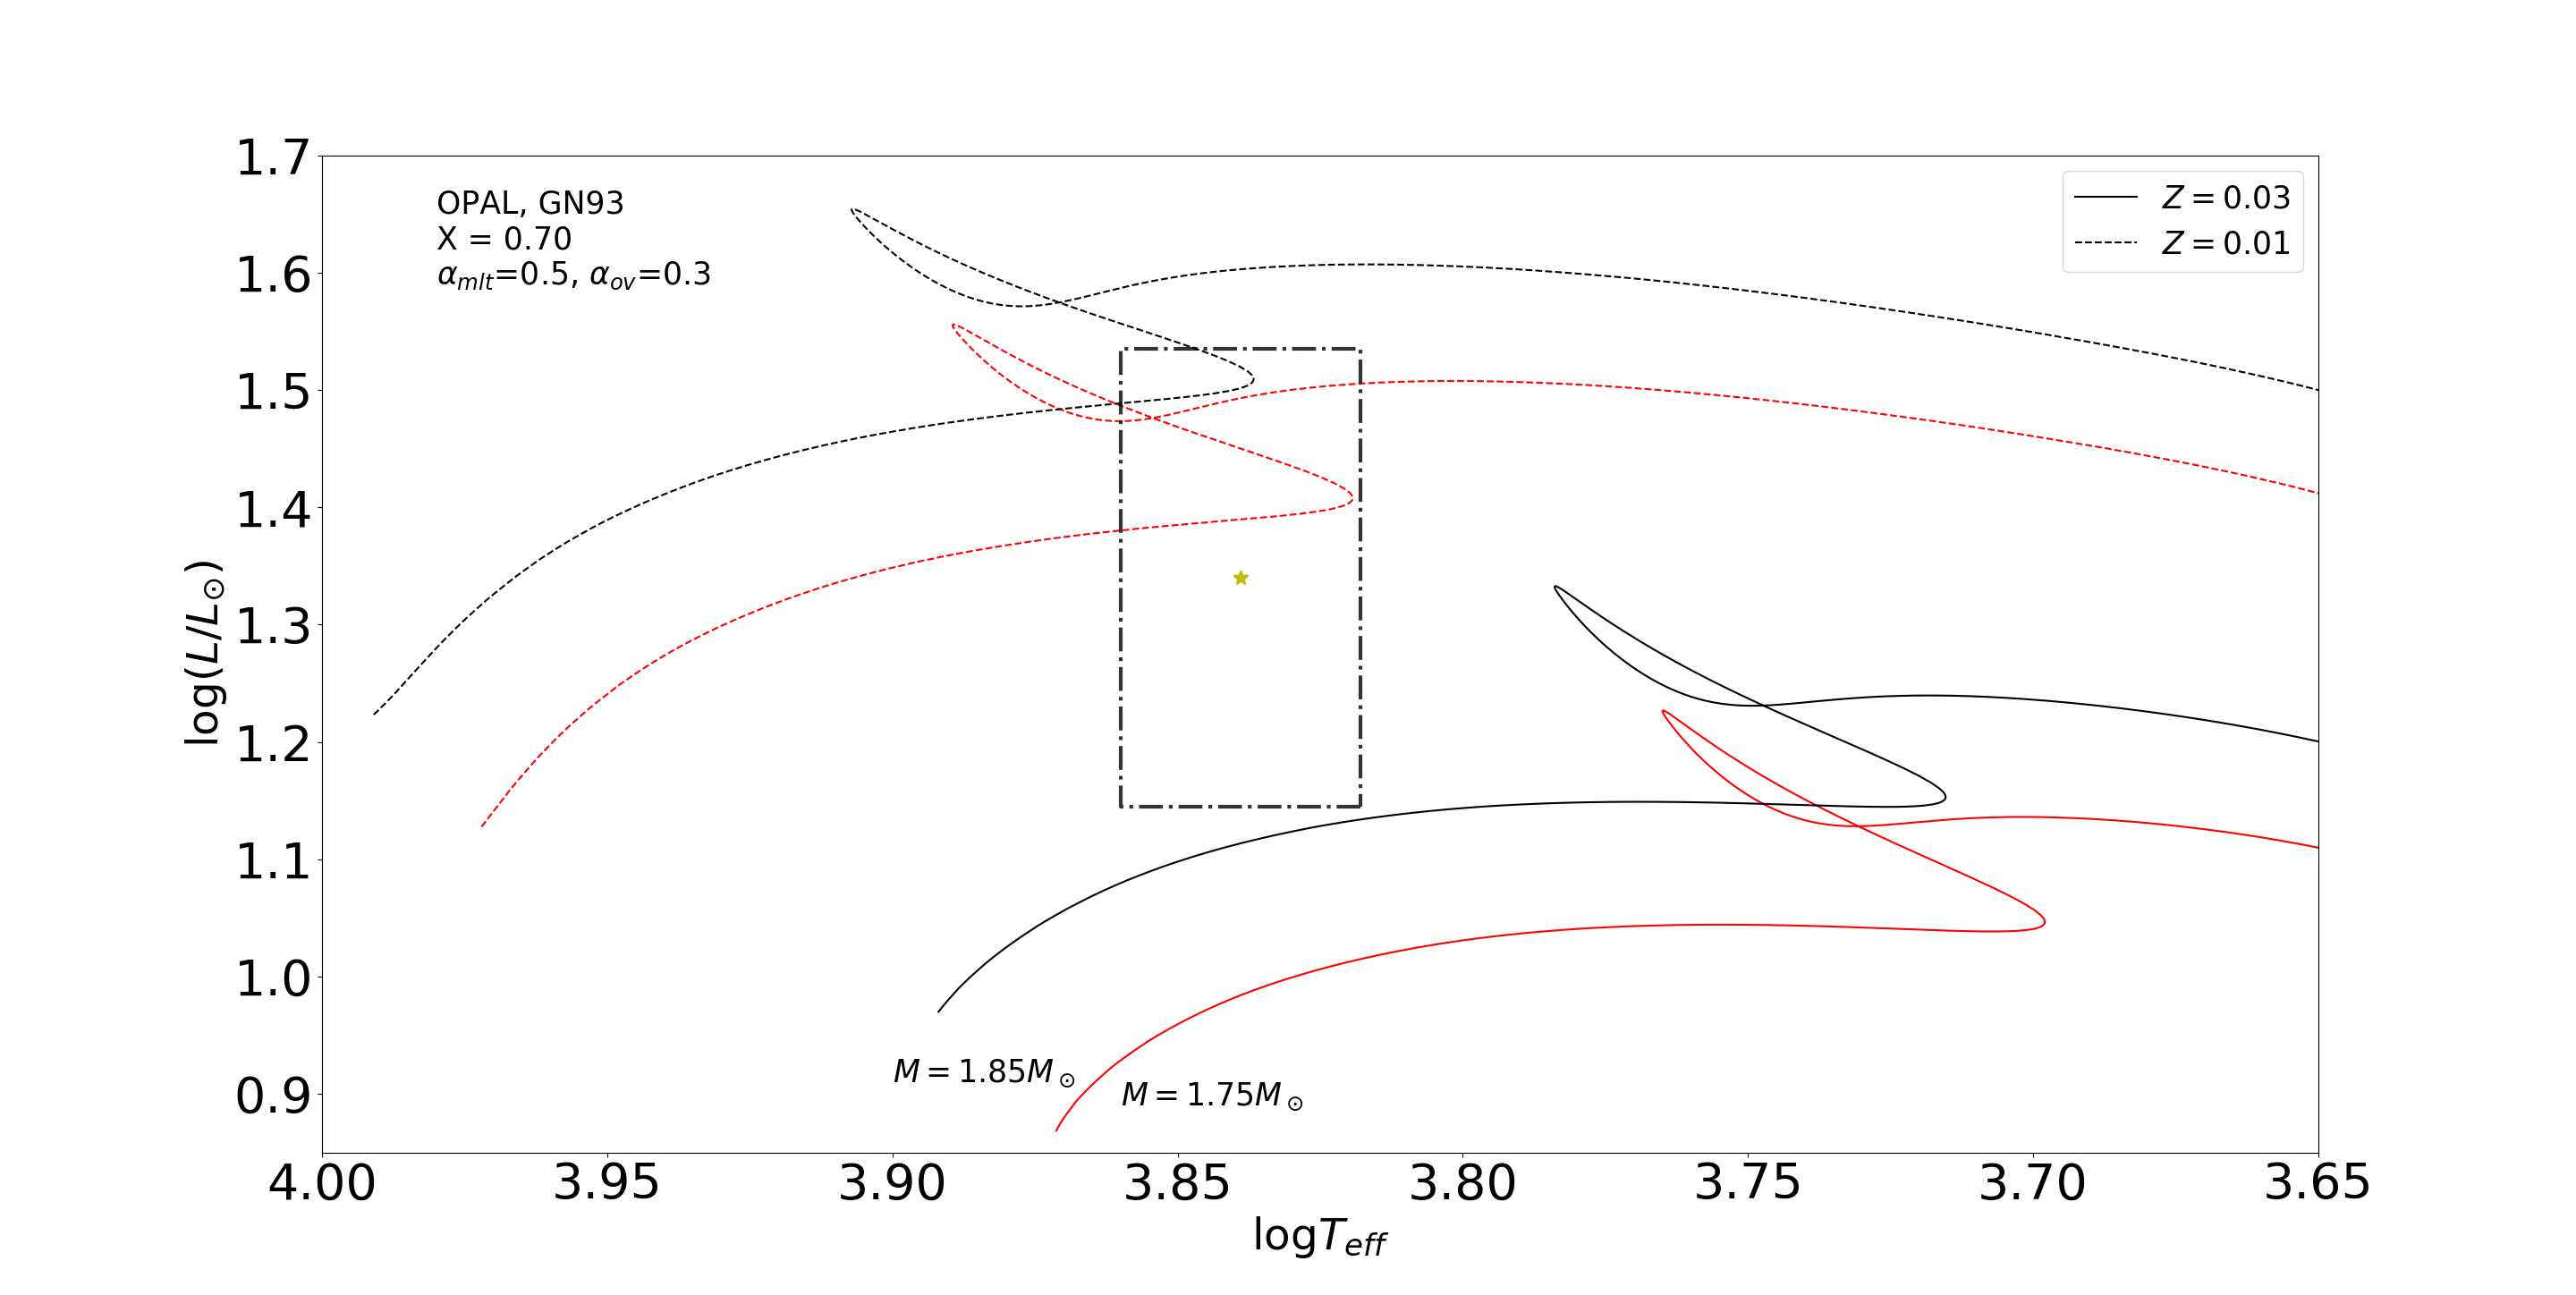 OPAL, GN93
X = 0.70
α_mlt=0.5, α_ov=0.3
Z = 0.03
Z = 0.01
1.7
1.6
1.5
1.4
1.3
1.2
1.1
1.0
0.9
log(L/L⊙)
M = 1.85M⊙
M = 1.75M⊙
4.00 3.95 3.90 3.85 3.80 3.75 3.70 3.65
logT_eff